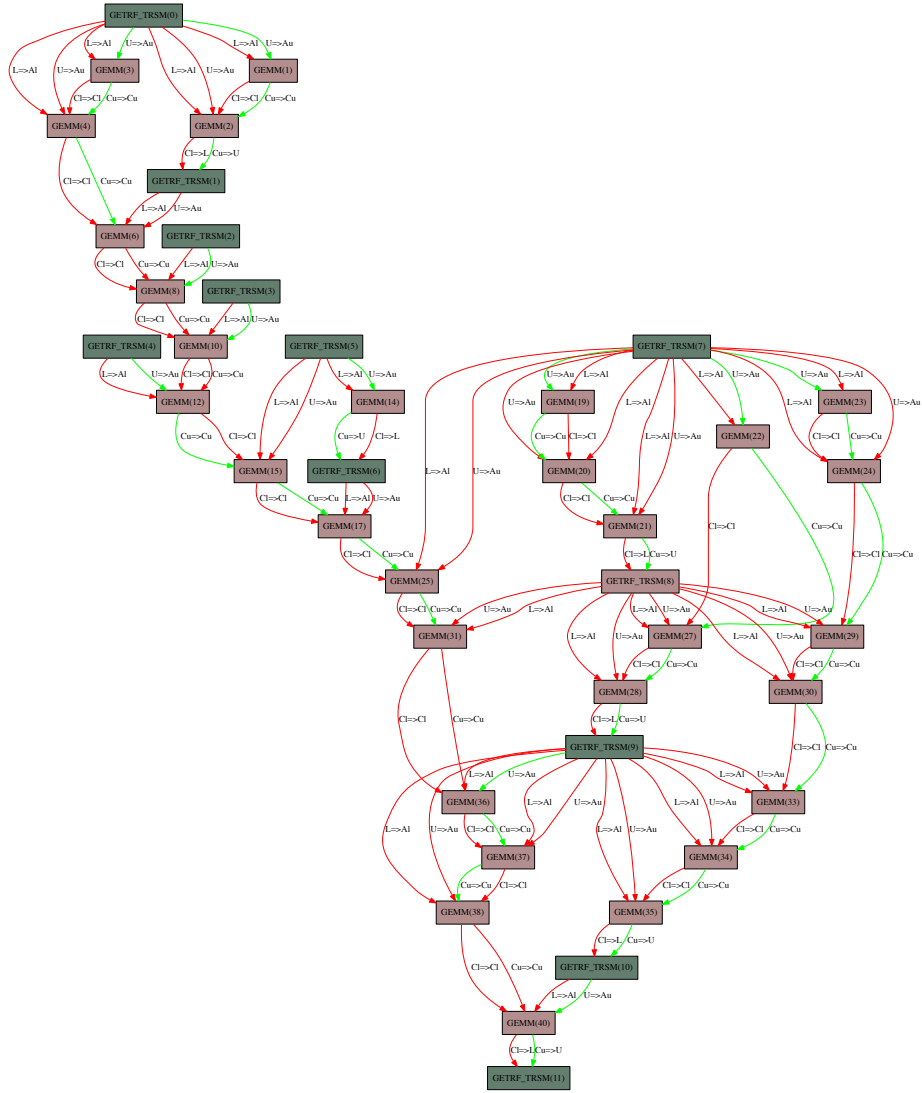 GETRF_TRSM(0)
L=>Al U=>Au
L=>Al GEMM(3) U=>Au L=>Al U=>Au GEMM(1)
Cl=>Cl Cu=>Cu Cl=>Cl Cu=>Cu
GEMM(4) GEMM(2)
Cl=>L Cu=>U
Cl=>Cl Cu=>Cu GETRF_TRSM(1)
L=>Al U=>Au
GEMM(6) GETRF_TRSM(2)
Cl=>Cl Cu=>Cu L=>Al U=>Au
GEMM(8) GETRF_TRSM(3)
Cl=>Cl Cu=>Cu L=>Al U=>Au
GETRF_TRSM(4) GEMM(10) GETRF_TRSM(5) GETRF_TRSM(7)
L=>Al U=>Au Cl=>Cl Cu=>Cu L=>Al U=>Au U=>Au L=>Al L=>Al U=>Au U=>Au L=>Al
GEMM(12) L=>Al U=>Au GEMM(14) U=>Au GEMM(19) L=>Al L=>Al GEMM(23) U=>Au
Cu=>Cu Cl=>Cl Cu=>U Cl=>L Cu=>Cu Cl=>Cl L=>Al U=>Au GEMM(22) Cl=>Cl Cu=>Cu
GEMM(15) GETRF_TRSM(6) L=>Al U=>Au GEMM(20) GEMM(24)
Cl=>Cl Cu=>Cu L=>Al U=>Au Cl=>Cl Cu=>Cu
GEMM(17) GEMM(21) Cl=>Cl Cu=>Cu
Cl=>Cl Cu=>Cu Cl=>L Cu=>U Cl=>Cl Cu=>Cu
GEMM(25) GETRF_TRSM(8)
Cl=>Cl Cu=>Cu U=>Au L=>Al L=>Al U=>Au L=>Al U=>Au
GEMM(31) L=>Al U=>Au GEMM(27) L=>Al U=>Au GEMM(29)
Cl=>Cl Cu=>Cu Cl=>Cl Cu=>Cu
GEMM(28) GEMM(30)
Cl=>Cl Cu=>Cu Cl=>L Cu=>U
GETRF_TRSM(9) Cl=>Cl Cu=>Cu
L=>Al U=>Au L=>Al U=>Au
GEMM(36) L=>Al U=>Au L=>Al U=>Au GEMM(33)
L=>Al U=>Au Cl=>Cl Cu=>Cu L=>Al U=>Au Cl=>Cl Cu=>Cu
GEMM(37) GEMM(34)
Cu=>Cu Cl=>Cl Cl=>Cl Cu=>Cu
GEMM(38) GEMM(35)
Cl=>L Cu=>U
Cl=>Cl Cu=>Cu GETRF_TRSM(10)
L=>Al U=>Au
GEMM(40)
Cl=>L Cu=>U
GETRF_TRSM(11)